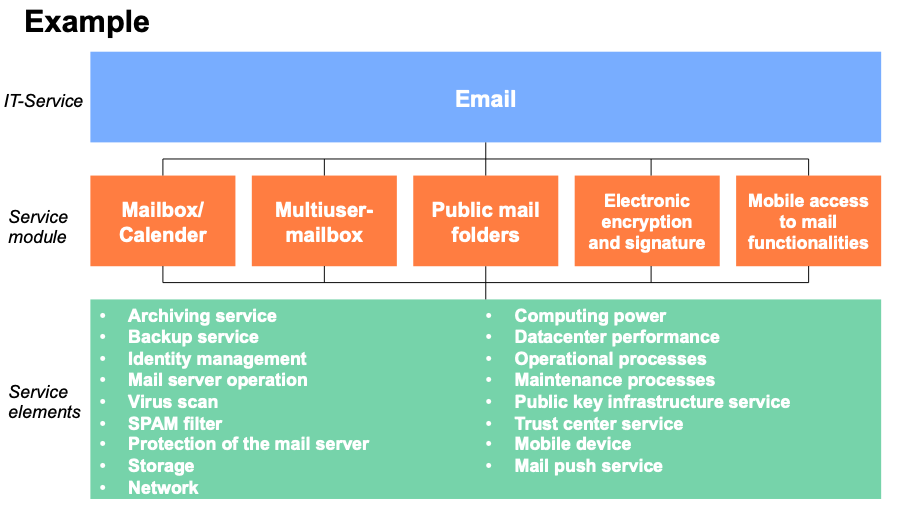 Example
IT-Service
Email
Service
module
Mailbox/
Calender
Multiuser-
mailbox
Public mail
folders
Electronic
encryption
and signature
Mobile access
to mail
functionalities
Service
elements
• Archiving service
• Backup service
• Identity management
• Mail server operation
• Virus scan
• SPAM filter
• Protection of the mail server
• Storage
• Network
• Computing power
• Datacenter performance
• Operational processes
• Maintenance processes
• Public key infrastructure service
• Trust center service
• Mobile device
• Mail push service